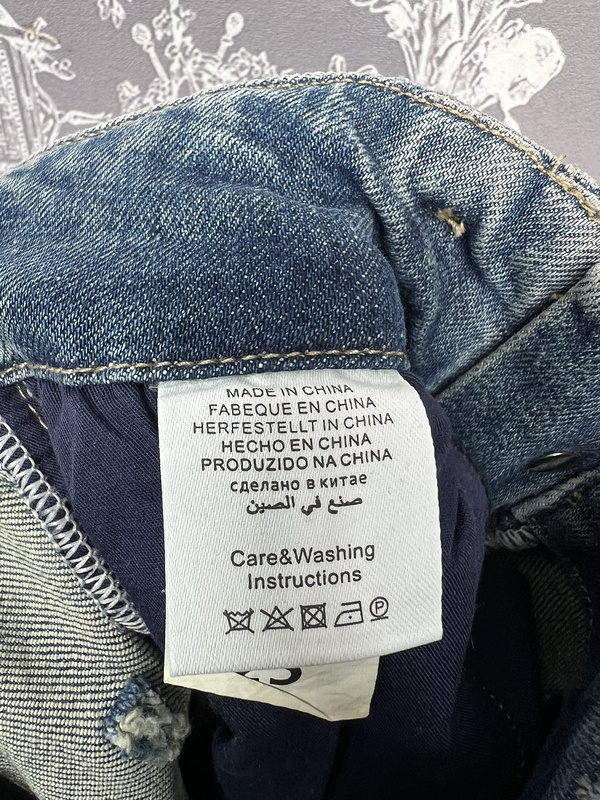 MADE IN CHINA
FABEQUE EN CHINA
HERFESTELLT IN CHINA
HECHO EN CHINA
PRODUZIDO NA CHINA
сделано в китае
صنع في الصين
Care&Washing
Instructions